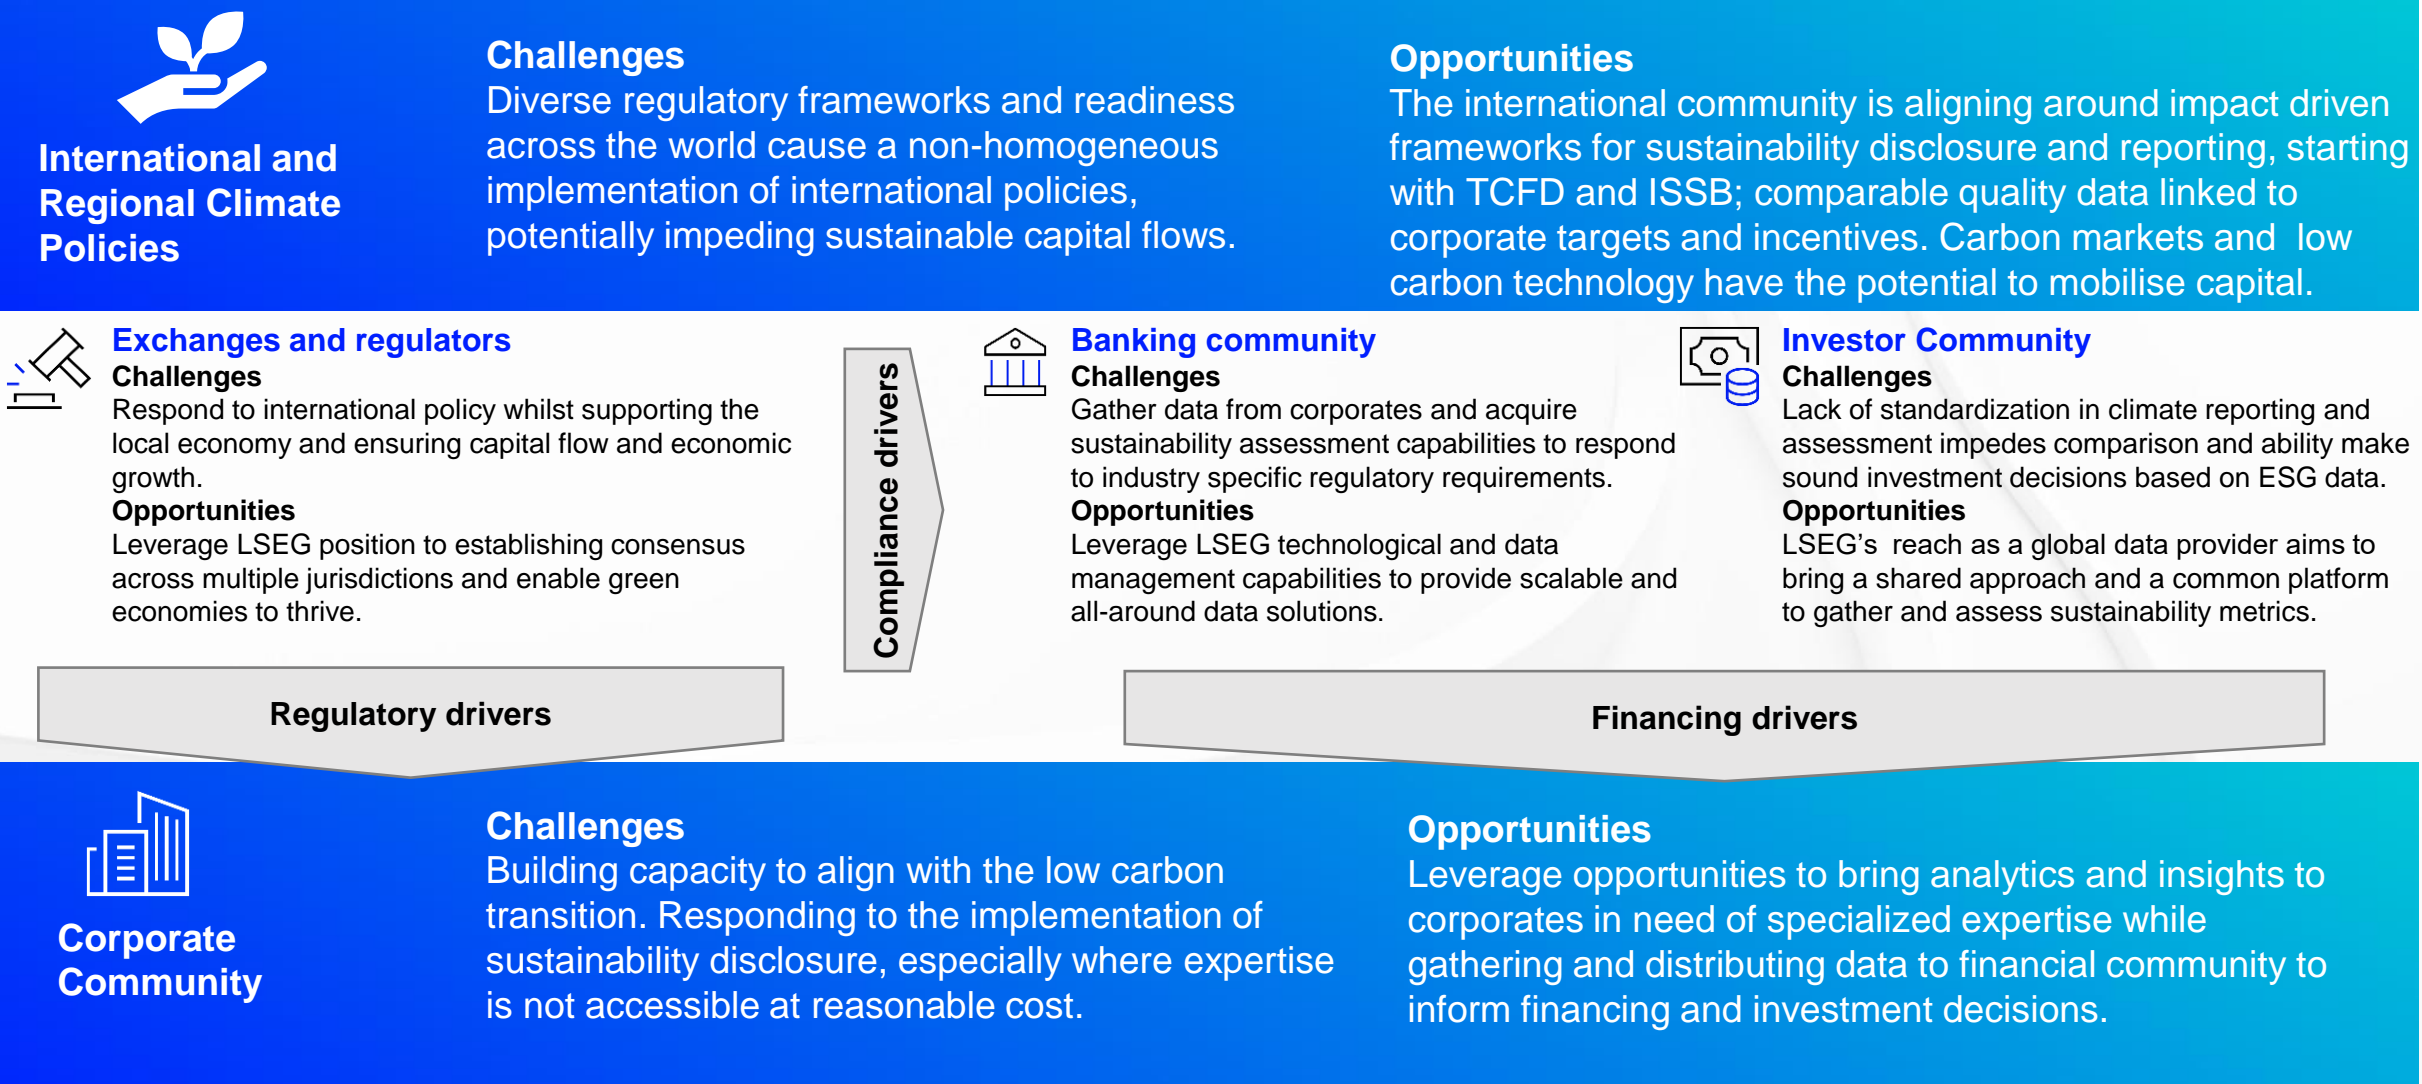 International and
Regional Climate
Policies
Challenges
Diverse regulatory frameworks and readiness
across the world cause a non-homogeneous
implementation of international policies,
potentially impeding sustainable capital flows.
Opportunities
The international community is aligning around impact driven
frameworks for sustainability disclosure and reporting, starting
with TCFD and ISSB; comparable quality data linked to
corporate targets and incentives. Carbon markets and  low
carbon technology have the potential to mobilise capital.
Exchanges and regulators
Challenges
Respond to international policy whilst supporting the
local economy and ensuring capital flow and economic
growth.
Opportunities
Leverage LSEG position to establishing consensus
across multiple jurisdictions and enable green
economies to thrive.
Compliance drivers
Banking community
Challenges
Gather data from corporates and acquire
sustainability assessment capabilities to respond
to industry specific regulatory requirements.
Opportunities
Leverage LSEG technological and data
management capabilities to provide scalable and
all-around data solutions.
Investor Community
Challenges
Lack of standardization in climate reporting and
assessment impedes comparison and ability make
sound investment decisions based on ESG data.
Opportunities
LSEG’s  reach as a global data provider aims to
bring a shared approach and a common platform
to gather and assess sustainability metrics.
Regulatory drivers
Financing drivers
Corporate
Community
Challenges
Building capacity to align with the low carbon
transition. Responding to the implementation of
sustainability disclosure, especially where expertise
is not accessible at reasonable cost.
Opportunities
Leverage opportunities to bring analytics and insights to
corporates in need of specialized expertise while
gathering and distributing data to financial community to
inform financing and investment decisions.